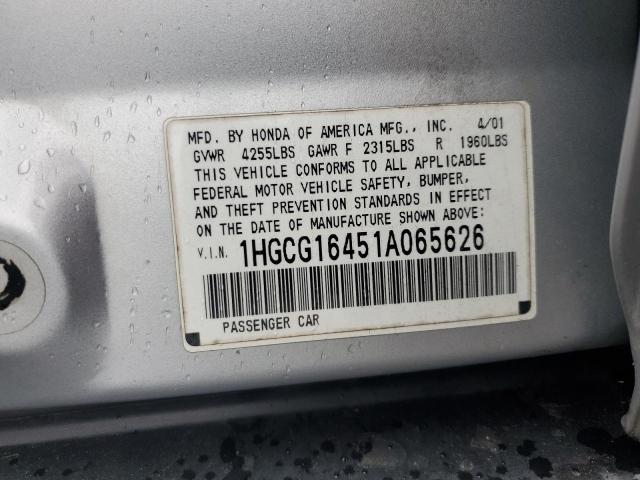 MFD. BY HONDA OF AMERICA MFG., INC. 4/01
GVWR 4255LBS GAWR F 2315LBS R 1960LBS
THIS VEHICLE CONFORMS TO ALL APPLICABLE
FEDERAL MOTOR VEHICLE SAFETY, BUMPER,
AND THEFT PREVENTION STANDARDS IN EFFECT
ON THE DATE OF MANUFACTURE SHOWN ABOVE:
V.I.N. 1HGCG16451A065626
PASSENGER CAR